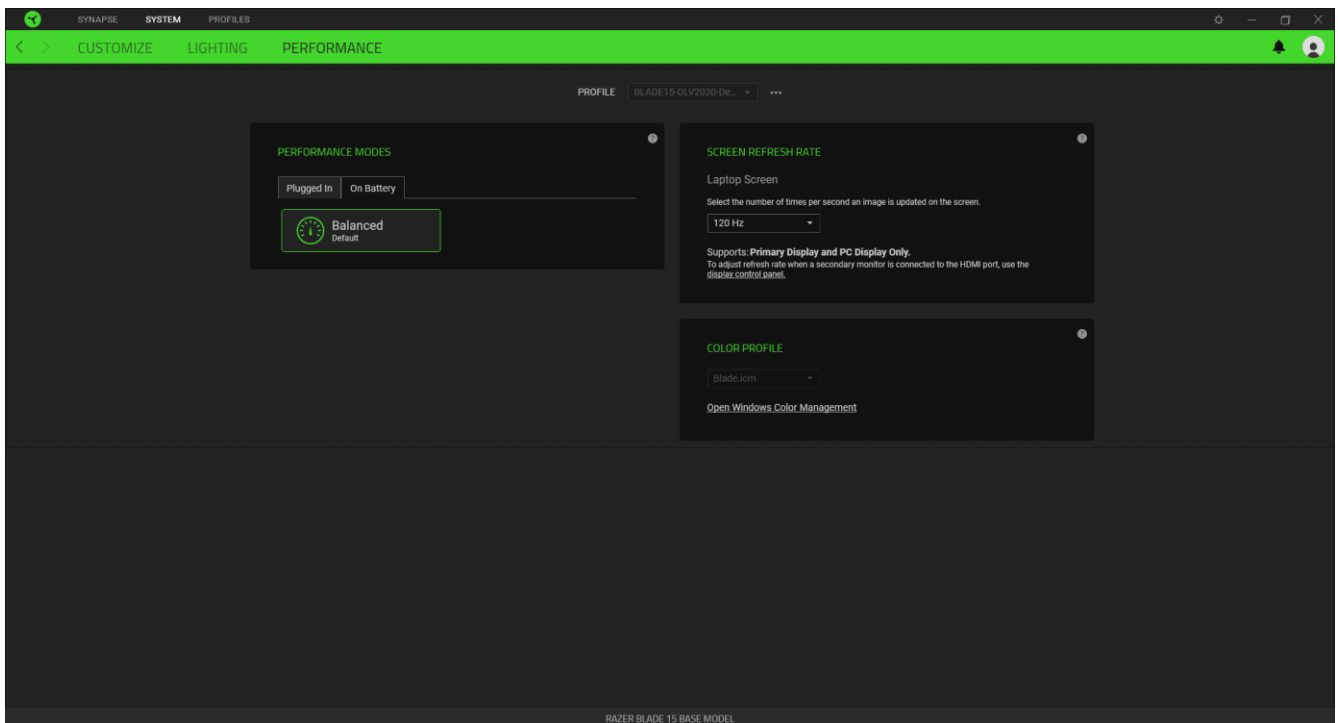 SYNAPSE SYSTEM PROFILES
CUSTOMIZE LIGHTING PERFORMANCE
PROFILE BLADE15-OLV2020-De...
PERFORMANCE MODES
Plugged In On Battery
Balanced
Default
SCREEN REFRESH RATE
Laptop Screen
Select the number of times per second an image is updated on the screen.
120 Hz
Supports: Primary Display and PC Display Only.
To adjust refresh rate when a secondary monitor is connected to the HDMI port, use the
display control panel.
COLOR PROFILE
Blade.icm
Open Windows Color Management
RAZER BLADE 15 BASE MODEL